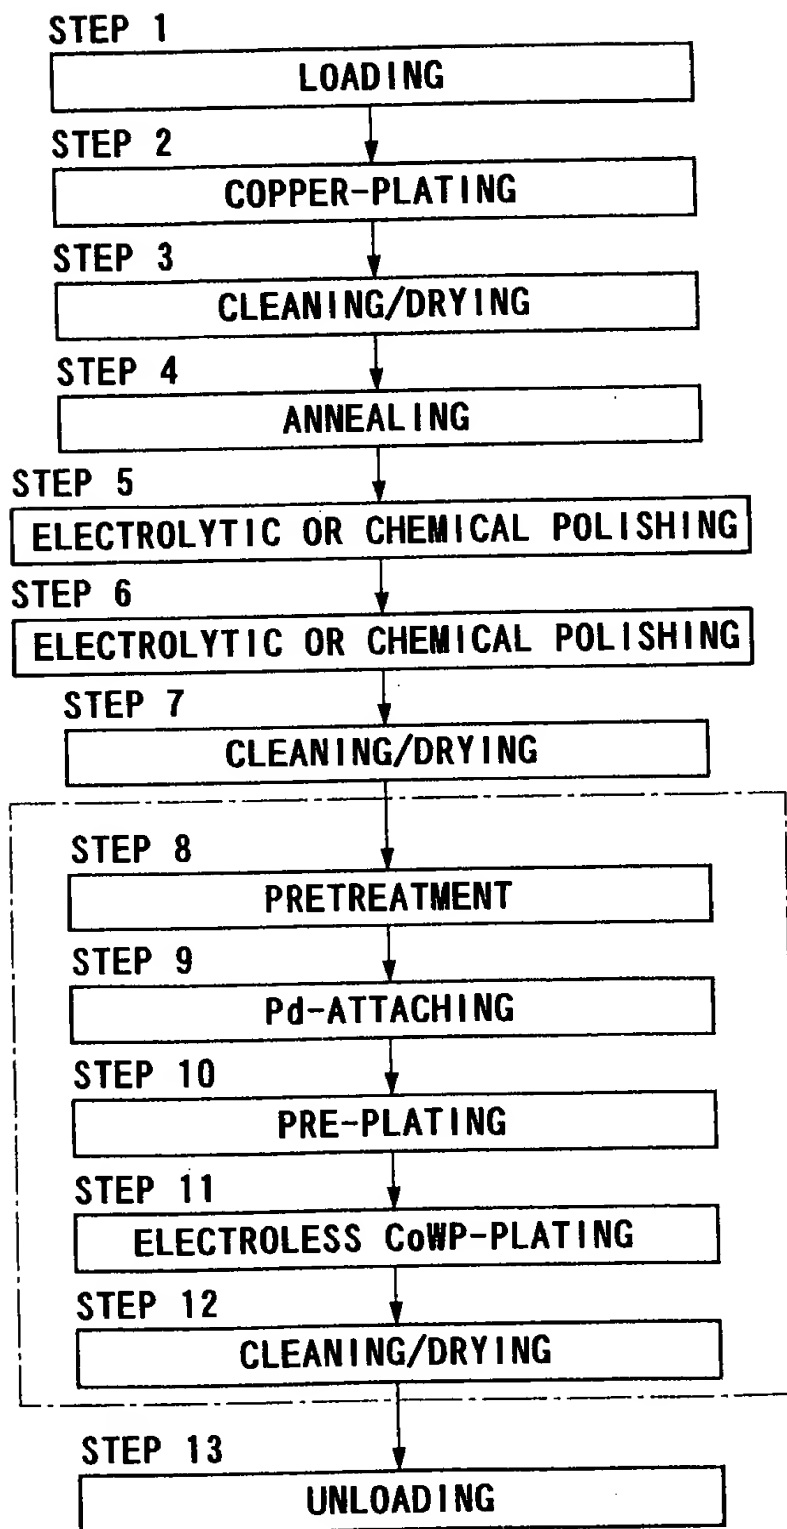 STEP 1
LOADING
STEP 2
COPPER-PLATING
STEP 3
CLEANING/DRYING
STEP 4
ANNEALING
STEP 5
ELECTROLYTIC OR CHEMICAL POLISHING
STEP 6
ELECTROLYTIC OR CHEMICAL POLISHING
STEP 7
CLEANING/DRYING
STEP 8
PRETREATMENT
STEP 9
Pd-ATTACHING
STEP 10
PRE-PLATING
STEP 11
ELECTROLESS CoWP-PLATING
STEP 12
CLEANING/DRYING
STEP 13
UNLOADING